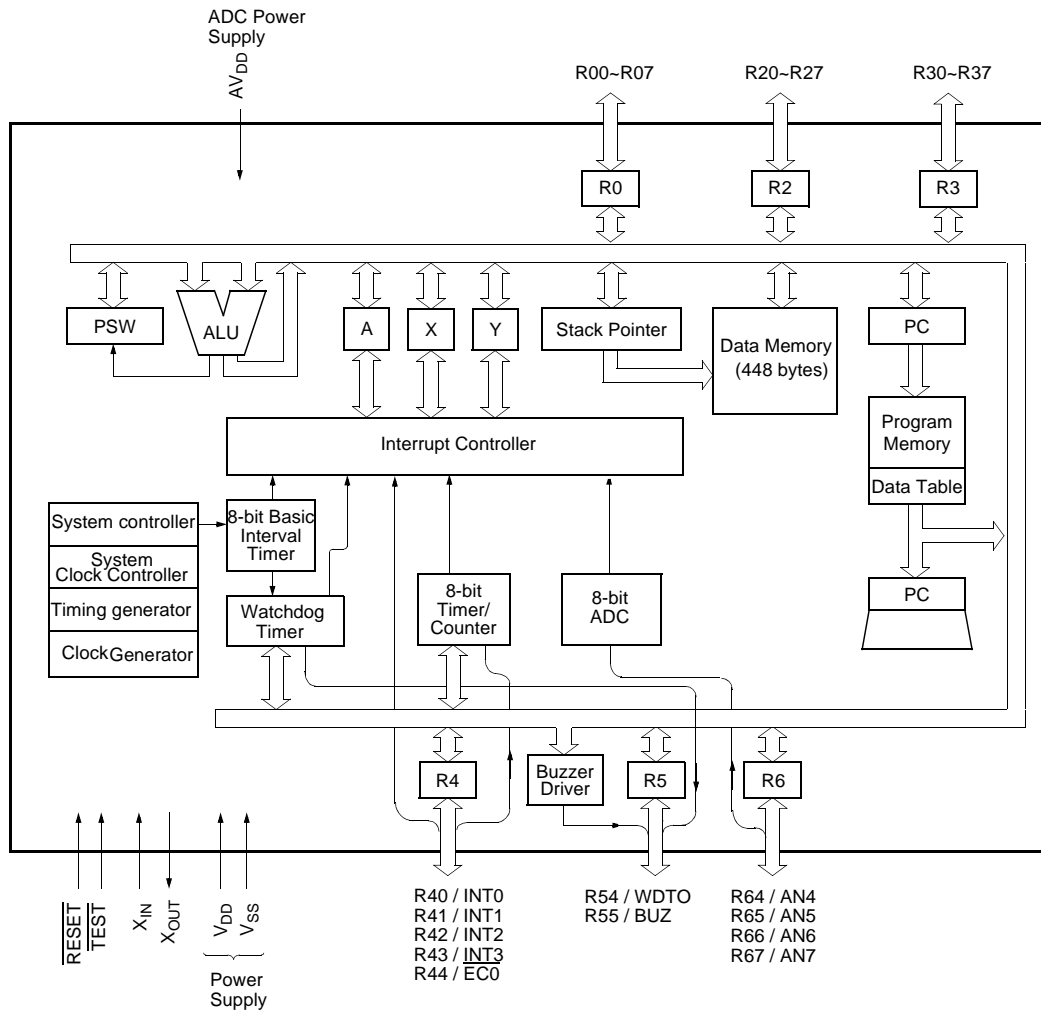 ADC Power
Supply
AVDD
R00~R07
R20~R27
R30~R37
R0
R2
R3
PSW
ALU
A
X
Y
Stack Pointer
Data Memory
(448 bytes)
PC
Interrupt Controller
Program
Memory
Data Table
System controller
System
Clock Controller
Timing generator
Clock Generator
8-bit Basic
Interval
Timer
Watchdog
Timer
8-bit
Timer/
Counter
8-bit
ADC
PC
R4
Buzzer
Driver
R5
R6
RESET
TEST
XIN
XOUT
VDD
VSS
Power
Supply
R40 / INT0
R41 / INT1
R42 / INT2
R43 / INT3
R44 / EC0
R54 / WDTO
R55 / BUZ
R64 / AN4
R65 / AN5
R66 / AN6
R67 / AN7